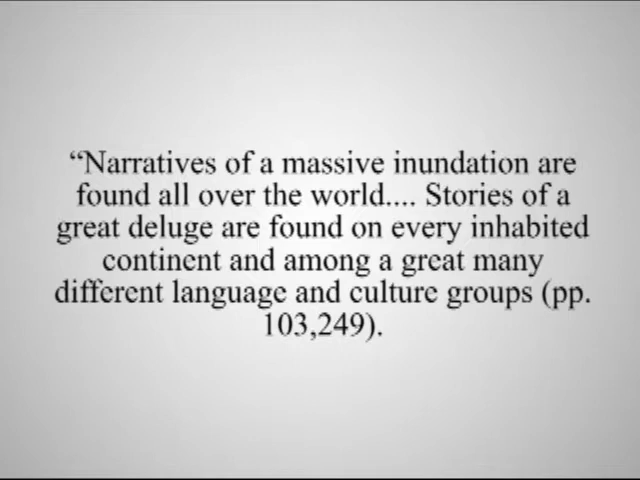 “Narratives of a massive inundation are
found all over the world.... Stories of a
great deluge are found on every inhabited
continent and among a great many
different language and culture groups (pp.
103,249).